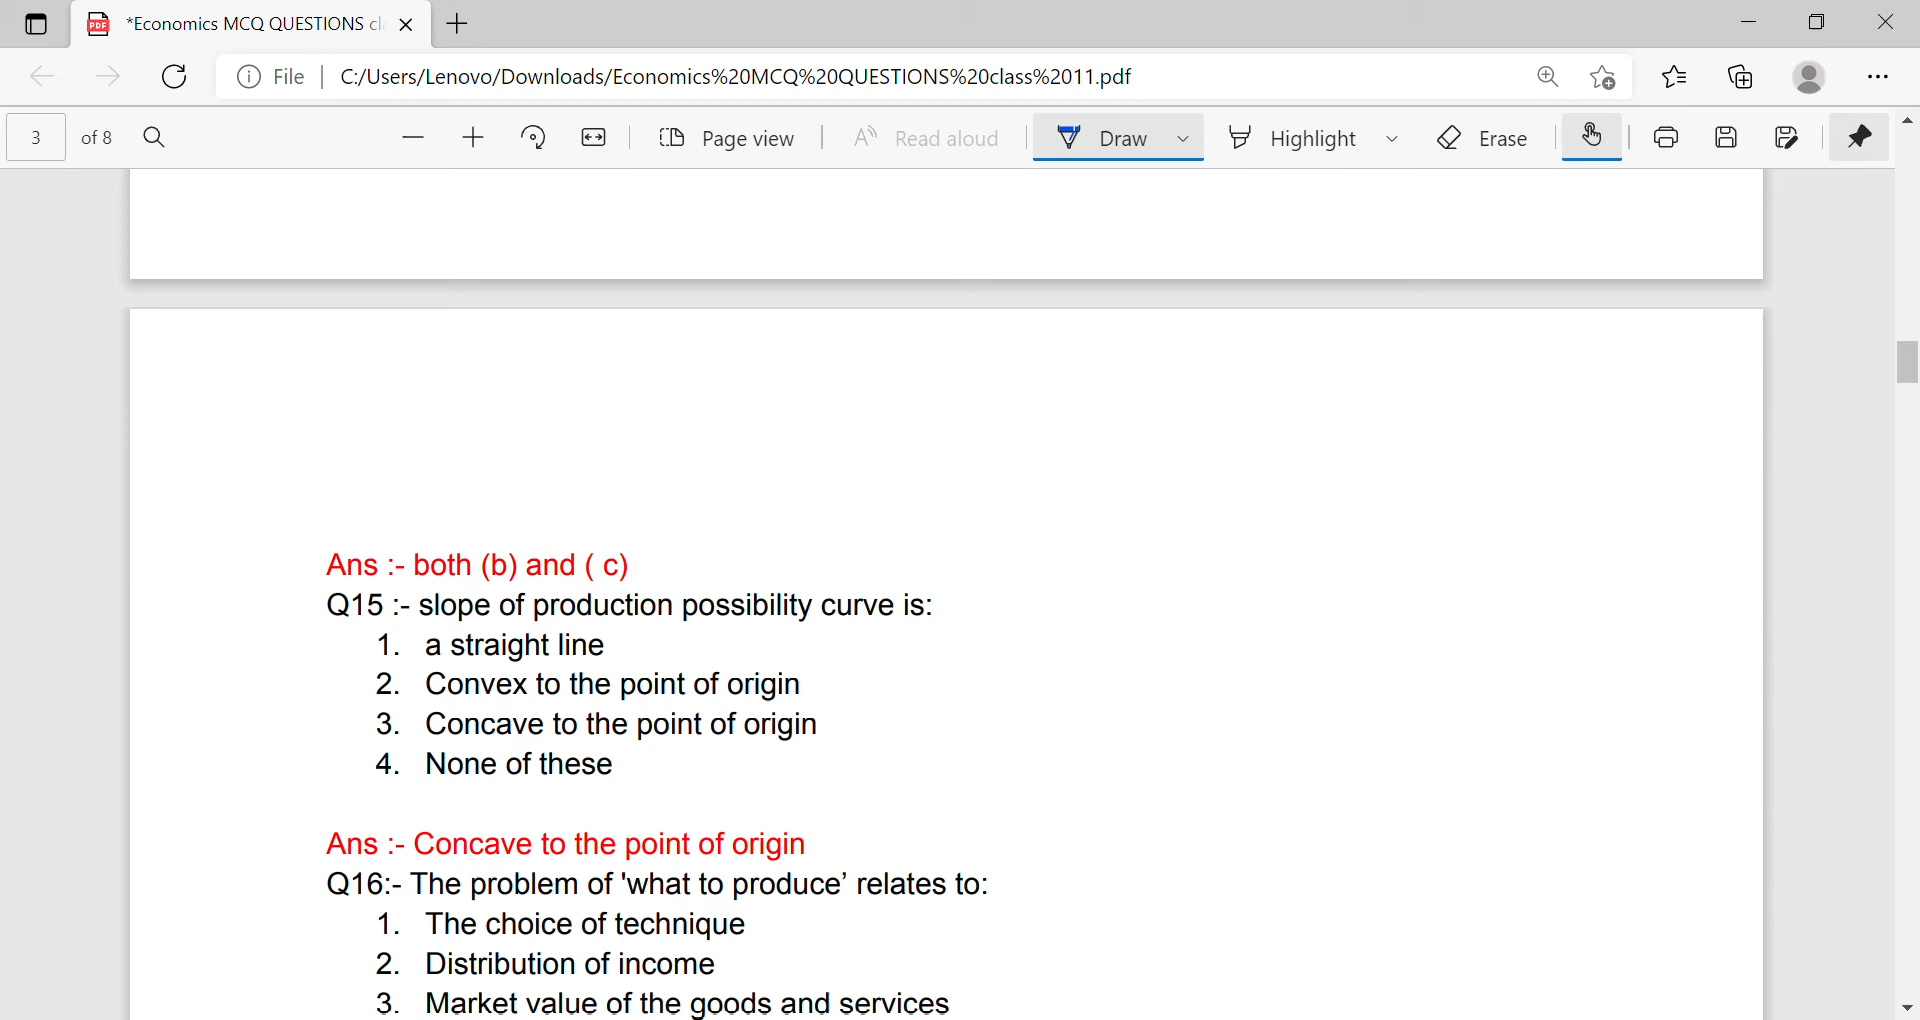 *Economics MCQ QUESTIONS cl
File
C:/Users/Lenovo/Downloads/Economics%20MCQ%20QUESTIONS%20class%2011.pdf
3 of 8
Page view
Read aloud
Draw
Highlight
Erase
Ans :- both (b) and ( c)
Q15 :- slope of production possibility curve is:
1. a straight line
2. Convex to the point of origin
3. Concave to the point of origin
4. None of these
Ans :- Concave to the point of origin
Q16:- The problem of 'what to produce’ relates to:
1. The choice of technique
2. Distribution of income
3. Market value of the goods and services